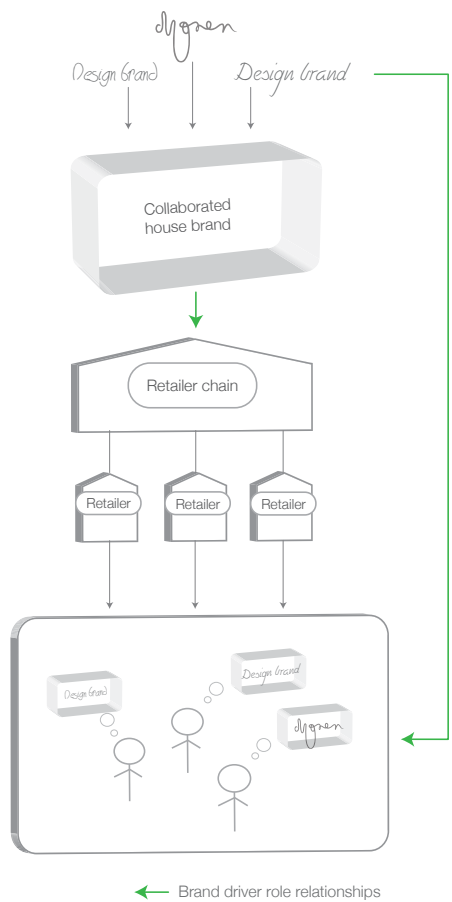 Design brand
Design brand
Collaborated
house brand
Retailer chain
Retailer
Retailer
Retailer
Design brand
Design brand
Brand driver role relationships